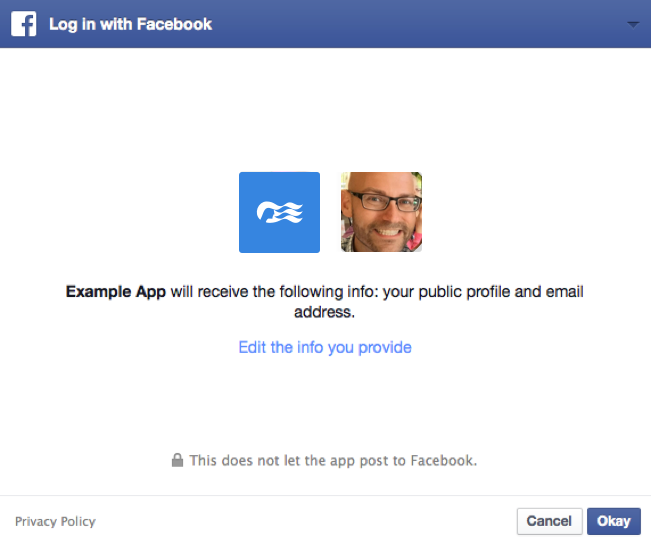 Log in with Facebook
Example App will receive the following info: your public profile and email
address.
Edit the info you provide
This does not let the app post to Facebook.
Privacy Policy
Cancel
Okay